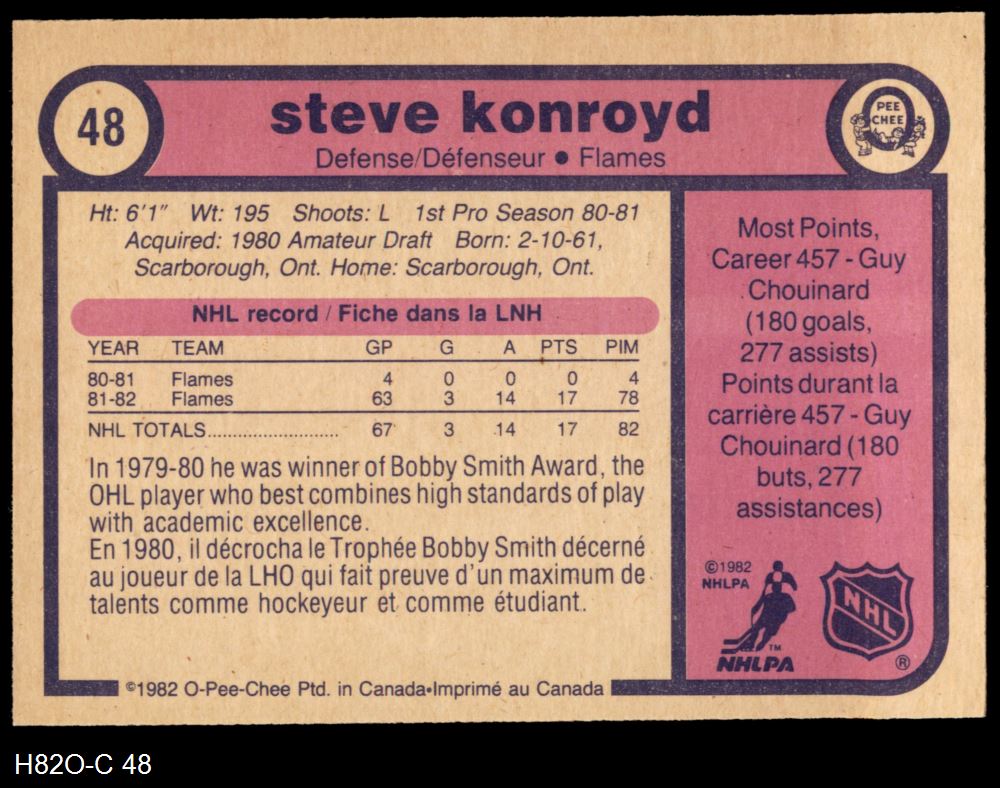 48
steve konroyd
Defense/Défenseur ● Flames
PEE
CHEE
Ht: 6'1" Wt: 195 Shoots: L 1st Pro Season 80-81
Acquired: 1980 Amateur Draft Born: 2-10-61,
Scarborough, Ont. Home: Scarborough, Ont.
NHL record / Fiche dans la LNH
YEAR TEAM GP G A PTS PIM
80-81 Flames 4 0 0 0 4
81-82 Flames 63 3 14 17 78
NHL TOTALS.......................... 67 3 14 17 82
In 1979-80 he was winner of Bobby Smith Award, the
OHL player who best combines high standards of play
with academic excellence.
En 1980, il décrocha le Trophée Bobby Smith décerné
au joueur de la LHO qui fait preuve d'un maximum de
talents comme hockeyeur et comme étudiant.
Most Points,
Career 457 - Guy
Chouinard
(180 goals,
277 assists)
Points durant la
carrière 457 - Guy
Chouinard (180
buts, 277
assistances)
©1982
NHLPA
TM
NHLPA
NHL
®
©1982 O-Pee-Chee Ptd. in Canada•Imprimé au Canada
H82O-C 48